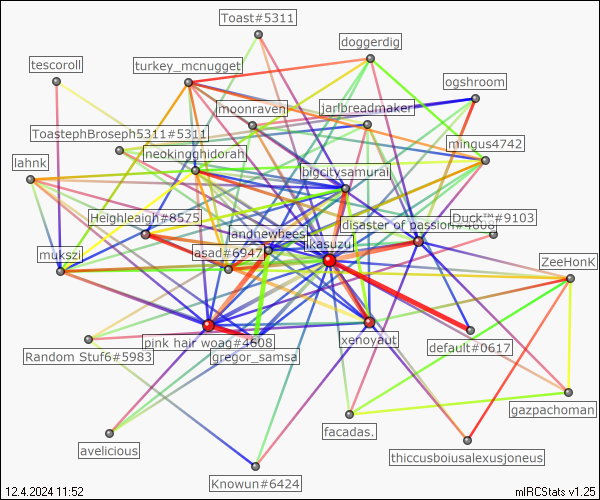 Toast#5311
doggerdig
tescoroll
turkey_mcnugget
ogshroom
moonraven
jarlbreadmaker
ToastephBroseph5311#5311
mingus4742
neokingghidorah
lahnk
bigcitysamurai
Heighleaigh#8575
disaster of passion#4868
Duck™#9103
landnewbees
ikasuzu
mukszi
asad#6947
ZeeHonK
pink hair woag#4608
xenoyaut
default#0617
Random Stuf6#5983
gregor_samsa
gazpachoman
facadas.
avelicious
thiccusboiusalexusjoneus
Knowun#6424
12.4.2024 11:52
mIRCStats v1.25